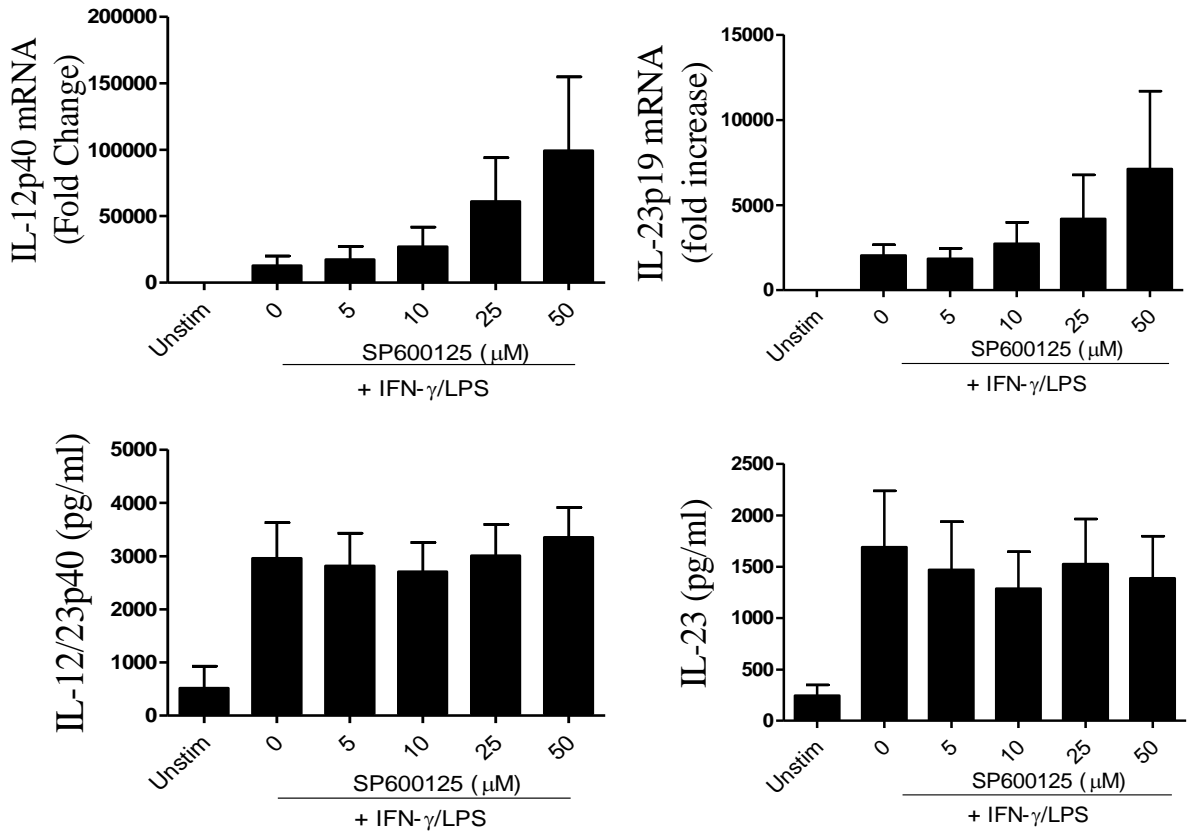 IL-12p40 mRNA
(Fold Change)
200000
150000
100000
50000
0
Unstim
0
5
10
25
50
SP600125 (μM)
+ IFN-γ/LPS
IL-23p19 mRNA
(fold increase)
15000
10000
5000
0
Unstim
0
5
10
25
50
SP600125 (μM)
+ IFN-γ/LPS
IL-12/23p40 (pg/ml)
5000
4000
3000
2000
1000
0
Unstim
0
5
10
25
50
SP600125 (μM)
+ IFN-γ/LPS
IL-23 (pg/ml)
2500
2000
1500
1000
500
0
Unstim
0
5
10
25
50
SP600125 (μM)
+ IFN-γ/LPS